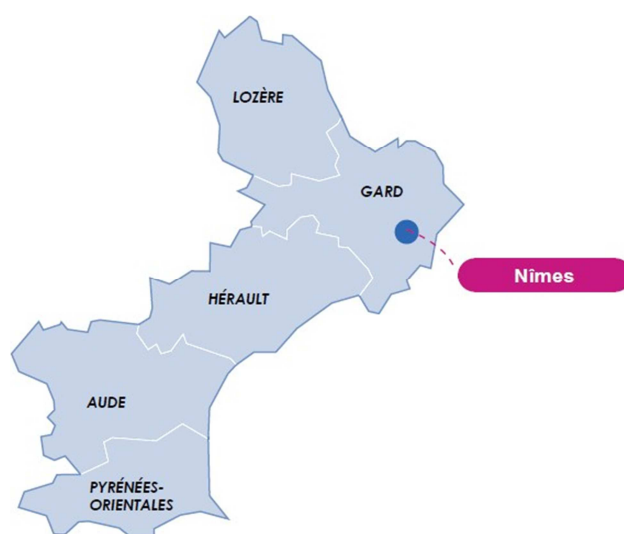 LOZÈRE
GARD
Nîmes
HÉRAULT
AUDE
PYRÉNÉES-
ORIENTALES